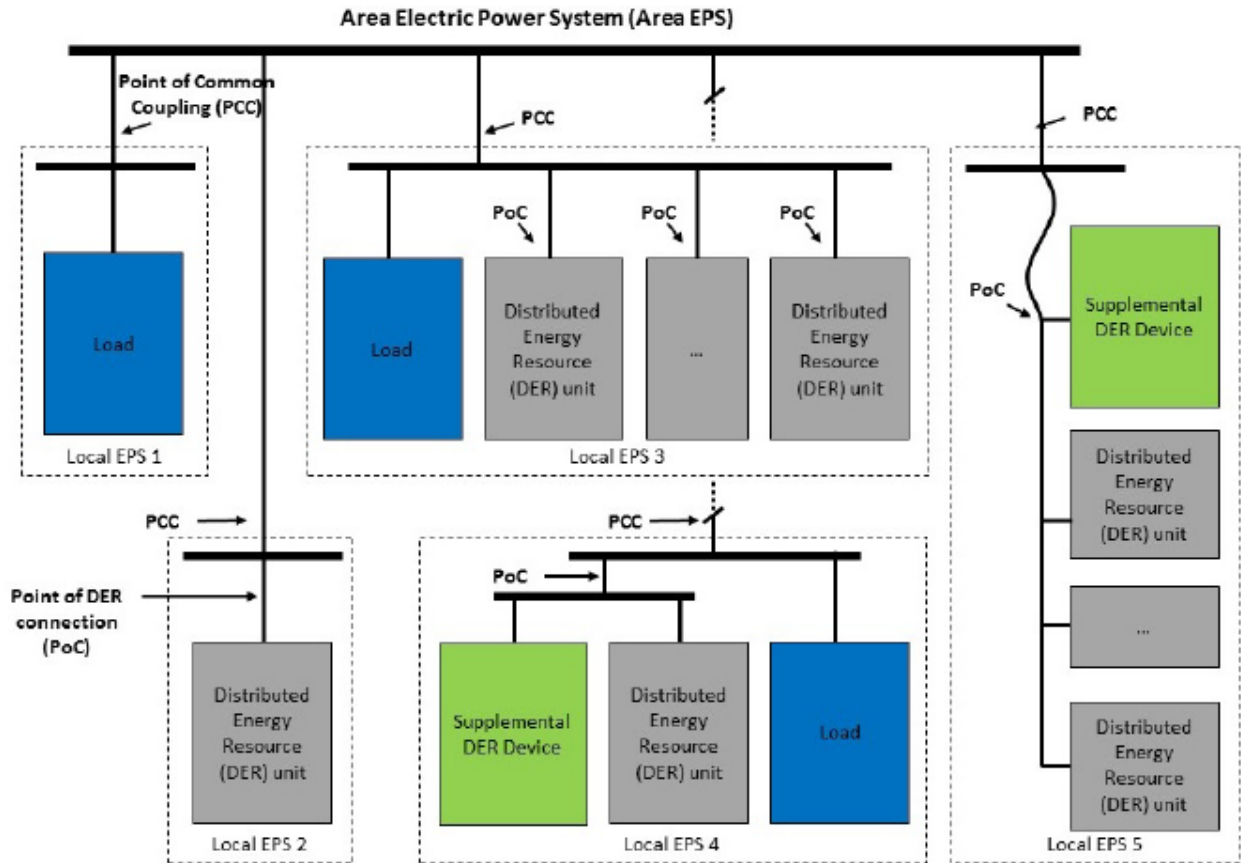 Area Electric Power System (Area EPS)
Point of Common
Coupling (PCC)
Load
Local EPS 1
PCC
Point of DER
connection
(PoC)
Distributed
Energy
Resource
(DER) unit
Local EPS 2
PCC
PoC
PoC
PoC
Load
Distributed
Energy
Resource
(DER) unit
...
Distributed
Energy
Resource
(DER) unit
Local EPS 3
PCC
PoC
Supplemental
DER Device
Distributed
Energy
Resource
(DER) unit
Load
Local EPS 4
PCC
PoC
Supplemental
DER Device
Distributed
Energy
Resource
(DER) unit
...
Distributed
Energy
Resource
(DER) unit
Local EPS 5